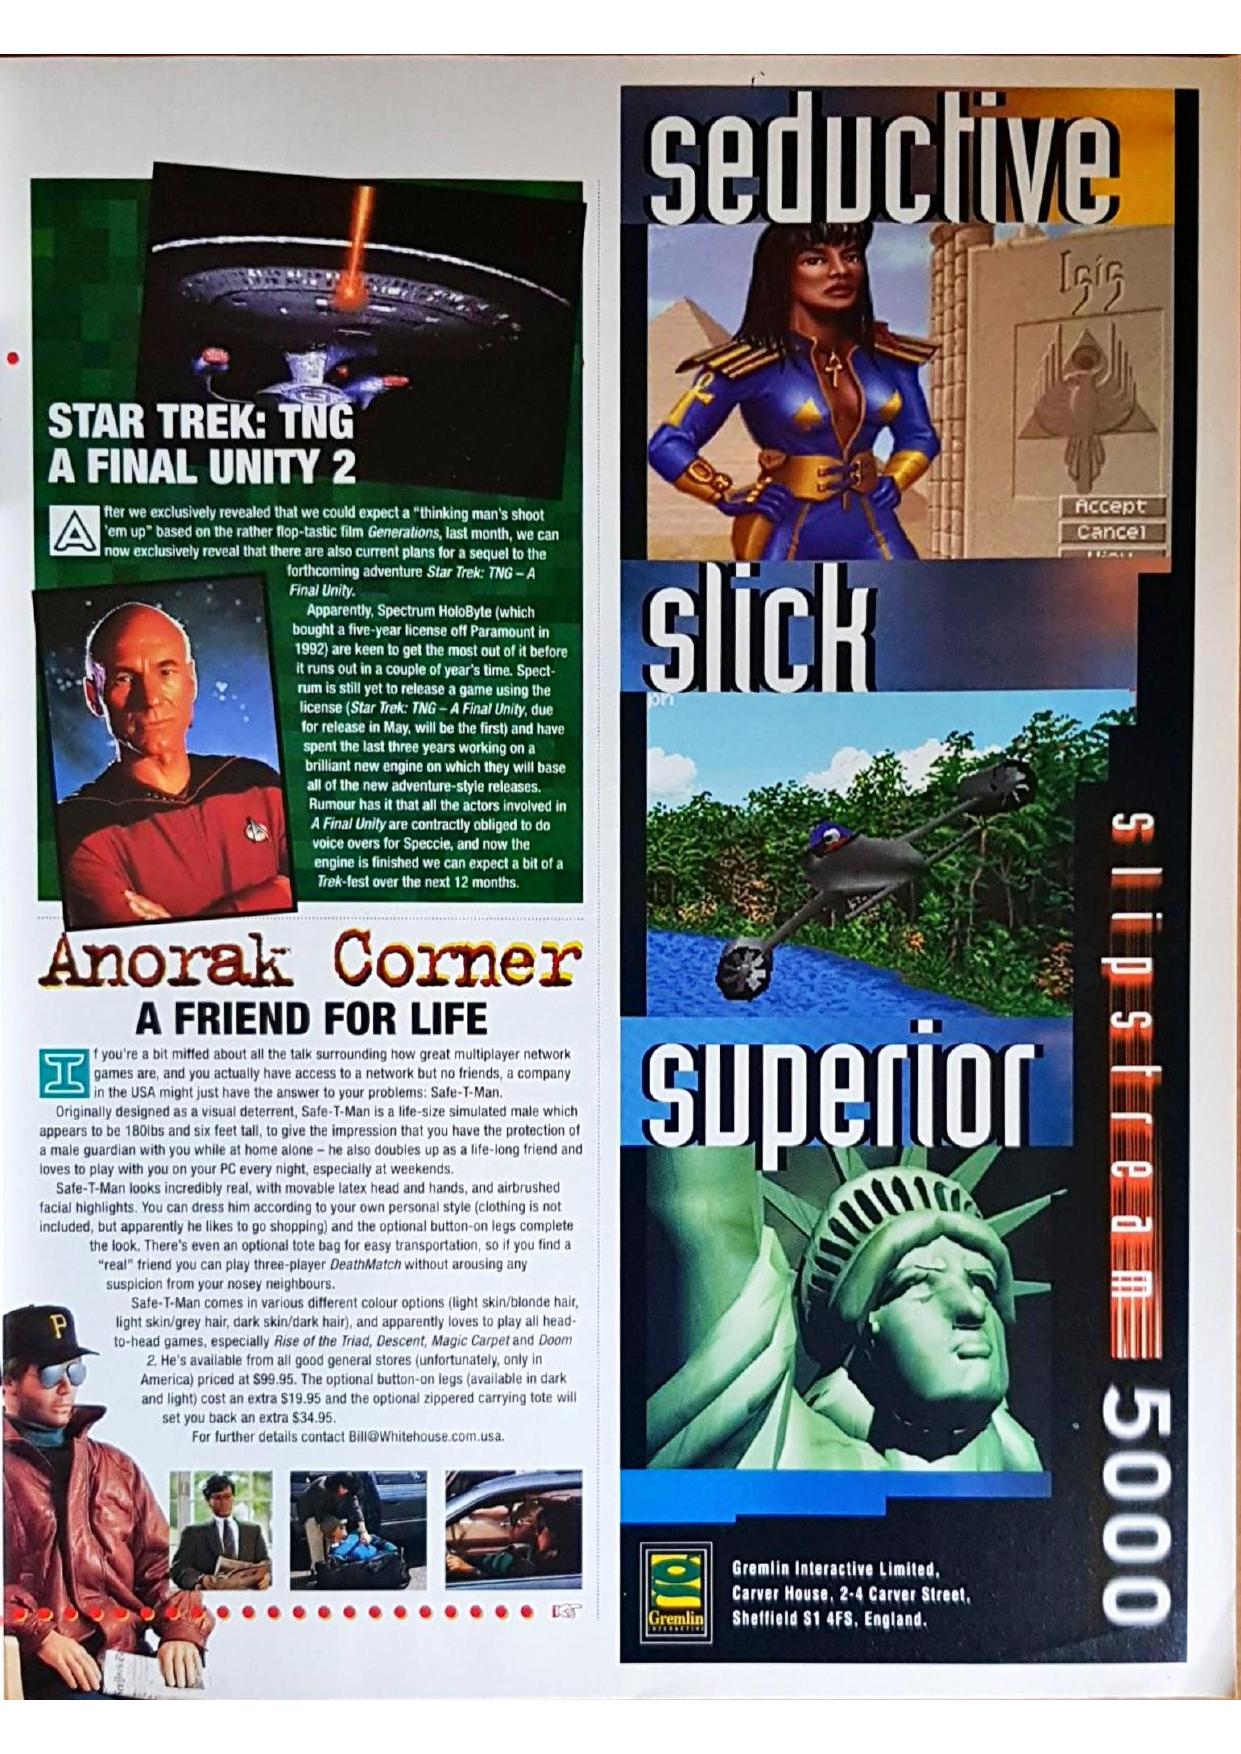 STAR TREK: TNG
A FINAL UNITY 2
After we exclusively revealed that we could expect a "thinking man's shoot
'em up" based on the rather flop-tastic film Generations, last month, we can
now exclusively reveal that there are also current plans for a sequel to the
forthcoming adventure Star Trek: TNG – A
Final Unity.
Apparently, Spectrum HoloByte (which
bought a five-year license off Paramount in
1992) are keen to get the most out of it before
it runs out in a couple of year's time. Spect-
rum is still yet to release a game using the
license (Star Trek: TNG – A Final Unity, due
for release in May, will be the first) and have
spent the last three years working on a
brilliant new engine on which they will base
all of the new adventure-style releases.
Rumour has it that all the actors involved in
A Final Unity are contractly obliged to do
voice overs for Speccie, and now the
engine is finished we can expect a bit of a
Trek-fest over the next 12 months.
Anorak Corner
A FRIEND FOR LIFE
If you're a bit miffed about all the talk surrounding how great multiplayer network
games are, and you actually have access to a network but no friends, a company
in the USA might just have the answer to your problems: Safe-T-Man.
Originally designed as a visual deterrent, Safe-T-Man is a life-size simulated male which
appears to be 180lbs and six feet tall, to give the impression that you have the protection of
a male guardian with you while at home alone – he also doubles up as a life-long friend and
loves to play with you on your PC every night, especially at weekends.
Safe-T-Man looks incredibly real, with movable latex head and hands, and airbrushed
facial highlights. You can dress him according to your own personal style (clothing is not
included, but apparently he likes to go shopping) and the optional button-on legs complete
the look. There's even an optional tote bag for easy transportation, so if you find a
"real" friend you can play three-player DeathMatch without arousing any
suspicion from your nosey neighbours.
Safe-T-Man comes in various different colour options (light skin/blonde hair,
light skin/grey hair, dark skin/dark hair), and apparently loves to play all head-
to-head games, especially Rise of the Triad, Descent, Magic Carpet and Doom
2. He's available from all good general stores (unfortunately, only in
America) priced at $99.95. The optional button-on legs (available in dark
and light) cost an extra $19.95 and the optional zippered carrying tote will
set you back an extra $34.95.
For further details contact Bill@Whitehouse.com.usa.
P
seductive
Isis
Accept
Cancel
View
slick
superior
slipstream 5000
Gremlin
INTERACTIVE
Gremlin Interactive Limited,
Carver House, 2-4 Carver Street,
Sheffield S1 4FS, England.